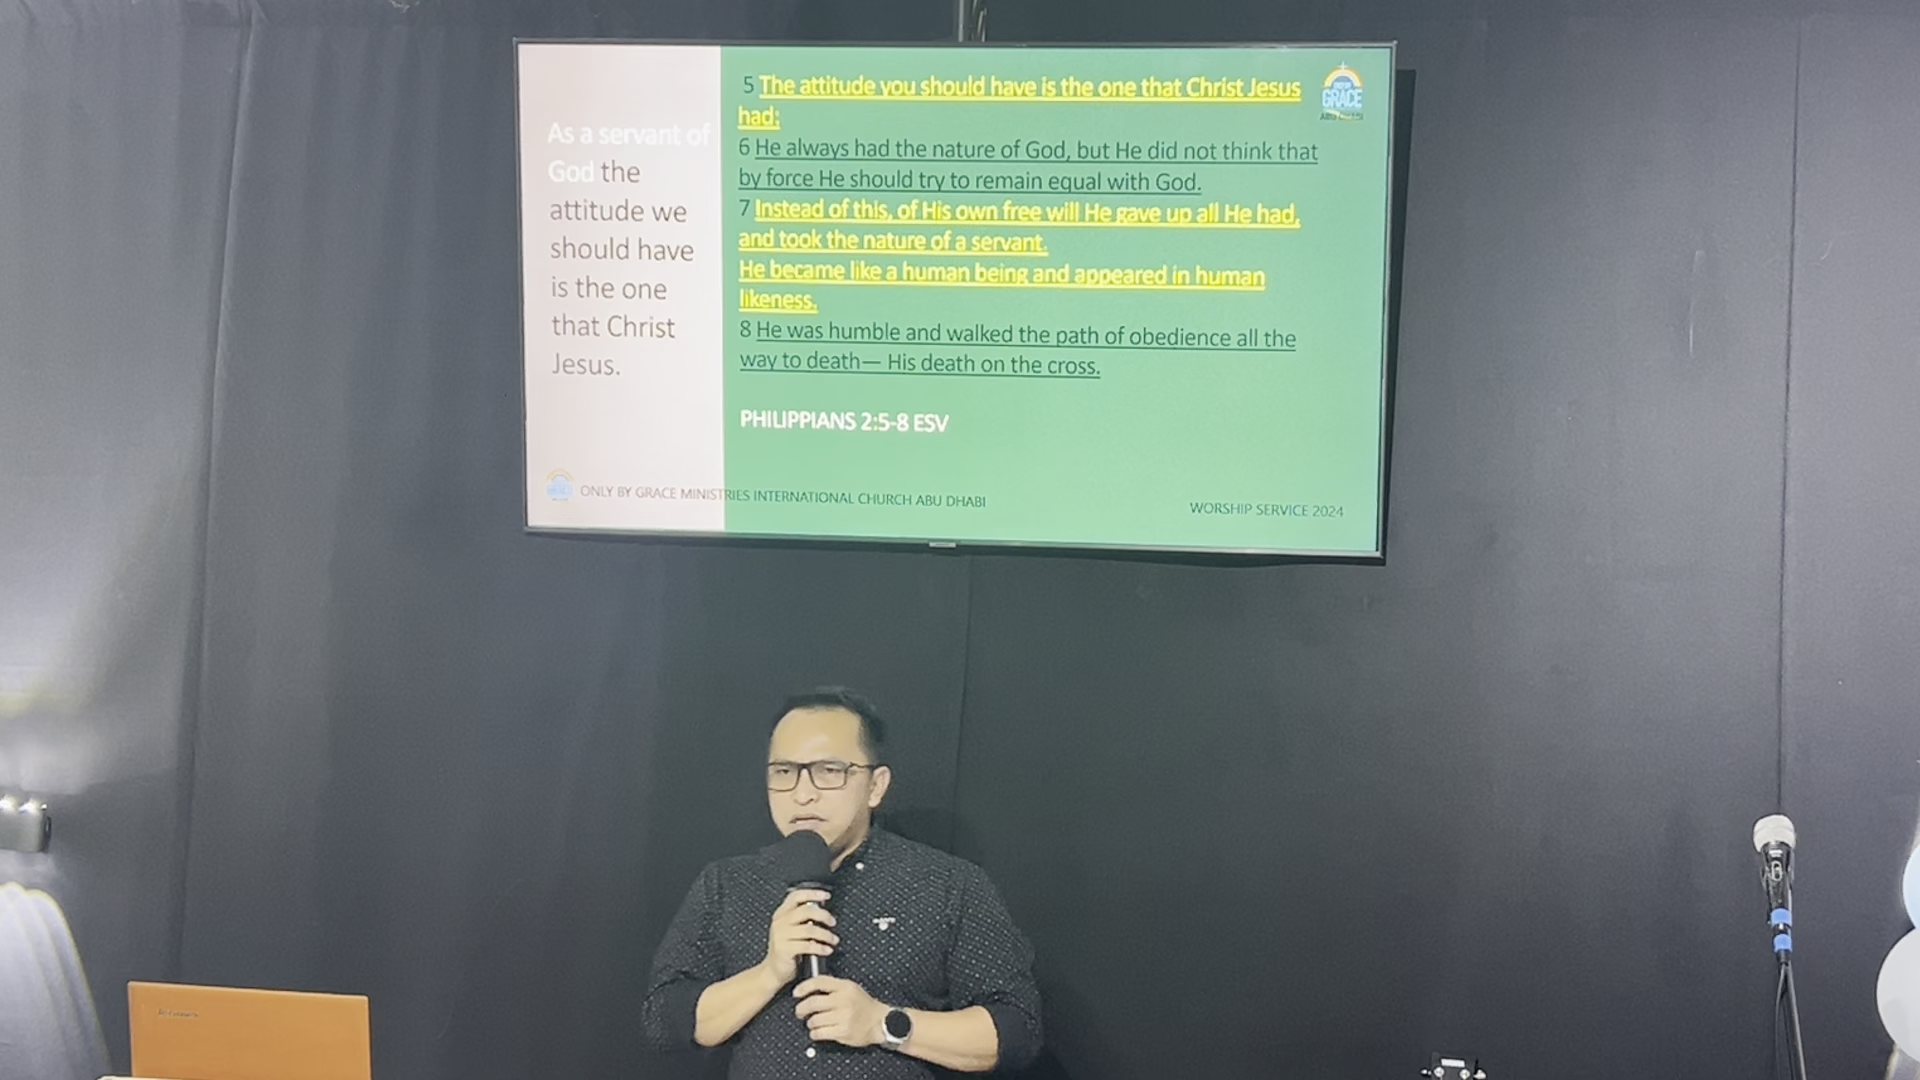 As a servant of
God the
attitude we
should have
is the one
that Christ
Jesus.
5 The attitude you should have is the one that Christ Jesus
had:
6 He always had the nature of God, but He did not think that
by force He should try to remain equal with God.
7 Instead of this, of His own free will He gave up all He had,
and took the nature of a servant.
He became like a human being and appeared in human
likeness.
8 He was humble and walked the path of obedience all the
way to death— His death on the cross.
PHILIPPIANS 2:5-8 ESV
GRACE
ABU DHABI
ONLY BY GRACE MINISTRIES INTERNATIONAL CHURCH ABU DHABI
WORSHIP SERVICE 2024